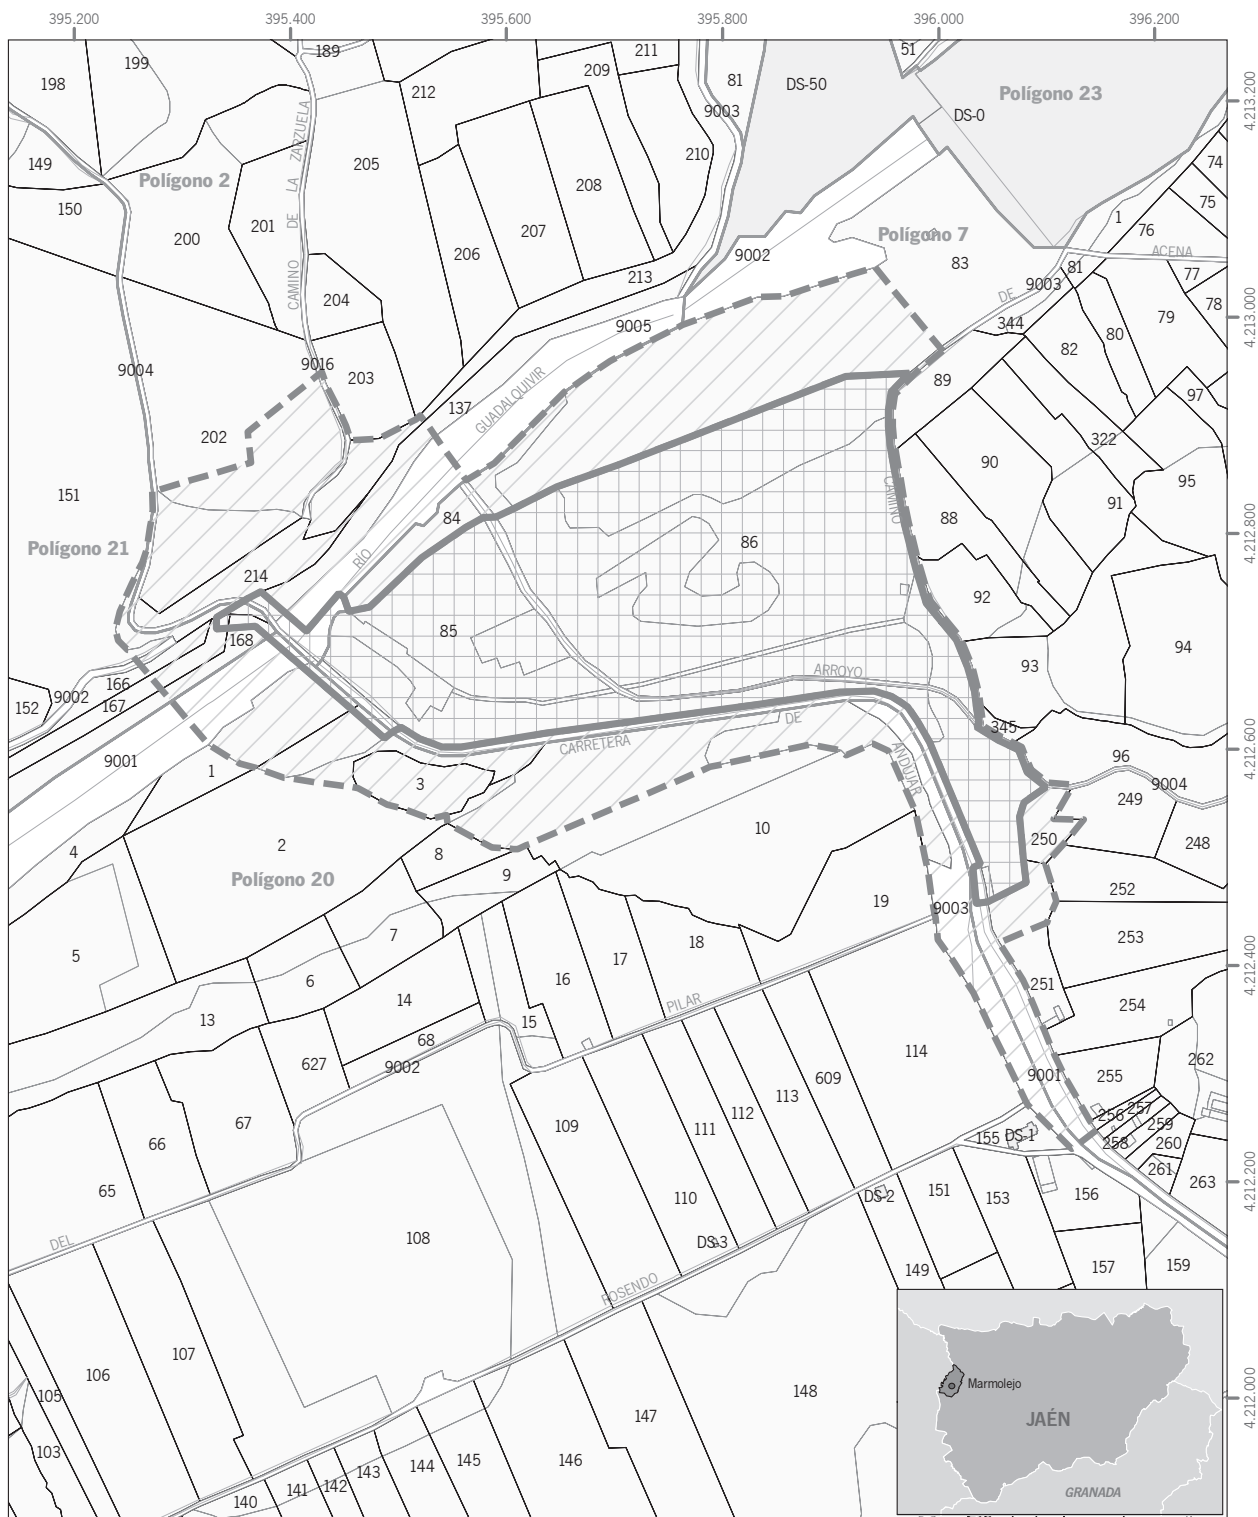 395.200 395.400 395.600 395.800 396.000 396.200
189 211 51
199 209
198 212 81 DS-50 Polígono 23 4.213.200
9003 DS-0
149 205 210 74
Polígono 2 208 75
150 201 1
200 207 76
206 9002 Polígono 7 ACENA
CAMINO DE LA ZARZUELA
213 83 81 77
204 9003 78
DE
9005 344 79
4.213.000
82 80
9004 9016 203 89
137 GUADALQUIVIR 97
202 322
90
151 84 CAMINO 88 91 95
Polígono 21 RÍO 86 4.212.800
214 92
168 85 94
93
166 ARROYO
152 9002 167 345
DE
9001 CARRETERA 96
1 3 ANDUJAR 249 9004
4.212.600
4 2 8 10 250 248
Polígono 20 9 252
19 9003
5 7 18 253
6 16 17 251
14 PILAR 254
13 15 4.212.400
68 114
627 9002 262
609 9001 255
67 109 113 256 257
66 111 112 259
155 DS-1 258 260
65 110 DS-2 151 153 156 261 263
4.212.200
DEL 108 DS-3
149 157 159
ROSENDO
107
106
105 148 Marmolejo
4.212.000
103 147 JAÉN
146
143 144 145
140 141 142 GRANADA